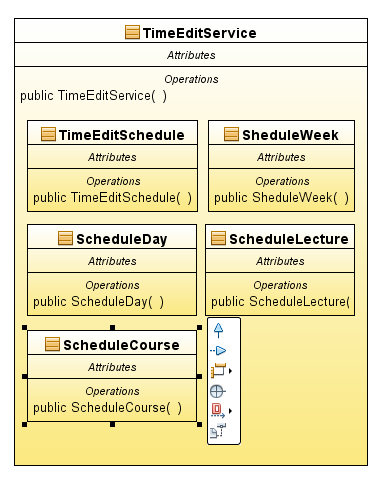 TimeEditService
Attributes
Operations
public TimeEditService( )
TimeEditSchedule
Attributes
Operations
public TimeEditSchedule( )
SheduleWeek
Attributes
Operations
public SheduleWeek( )
ScheduleDay
Attributes
Operations
public ScheduleDay( )
ScheduleLecture
Attributes
Operations
public ScheduleLecture(
ScheduleCourse
Attributes
Operations
public ScheduleCourse( )